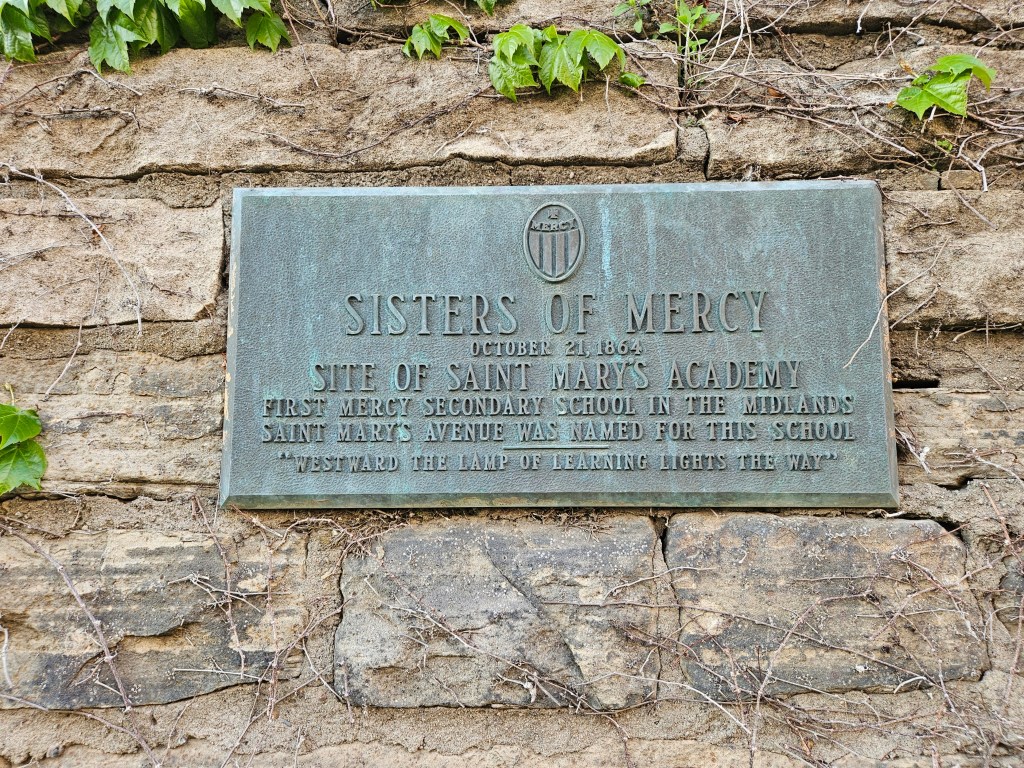 MERCY
SISTERS OF MERCY
OCTOBER 21, 1864
SITE OF SAINT MARY'S ACADEMY
FIRST MERCY SECONDARY SCHOOL IN THE MIDLANDS
SAINT MARY'S AVENUE WAS NAMED FOR THIS SCHOOL
"WESTWARD THE LAMP OF LEARNING LIGHTS THE WAY"